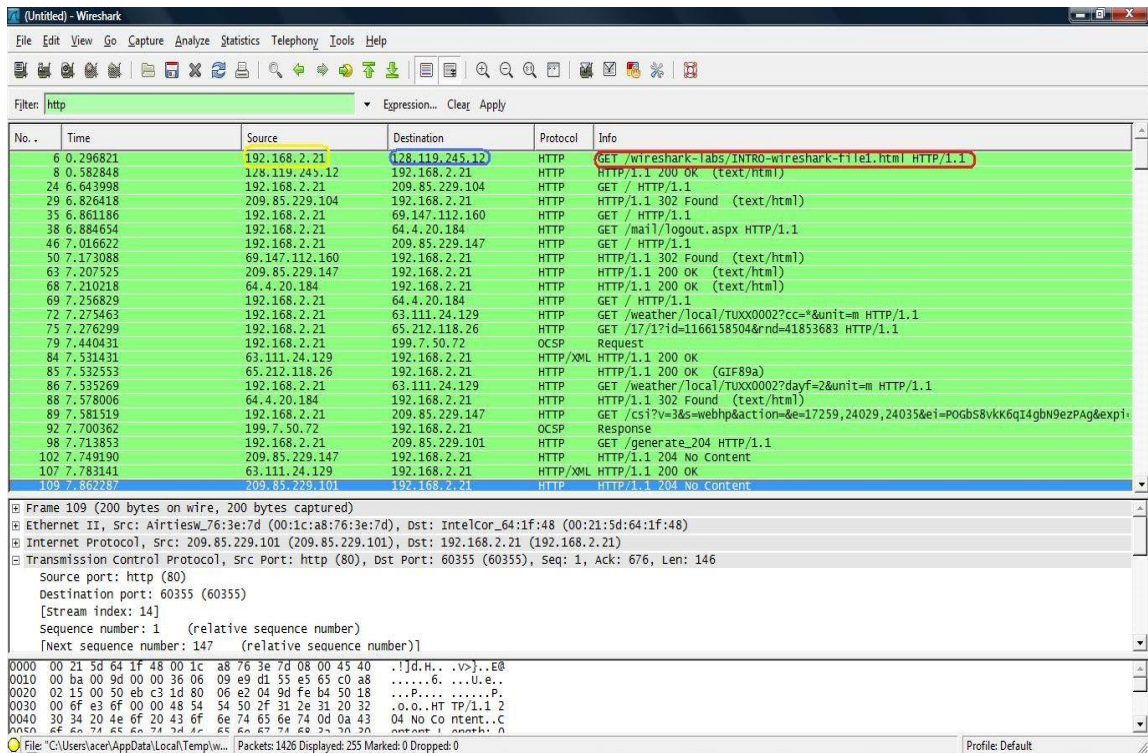 (Untitled) - Wireshark
File Edit View Go Capture Analyze Statistics Telephony Tools Help
Filter: http Expression... Clear Apply
No. . Time Source Destination Protocol Info
6 0.296821 192.168.2.21 128.119.245.12 HTTP GET /wireshark-labs/INTRO-wireshark-file1.html HTTP/1.1
8 0.582848 128.119.245.12 192.168.2.21 HTTP HTTP/1.1 200 OK (text/html)
24 6.643998 192.168.2.21 209.85.229.104 HTTP GET / HTTP/1.1
29 6.826418 209.85.229.104 192.168.2.21 HTTP HTTP/1.1 302 Found (text/html)
35 6.861186 192.168.2.21 69.147.112.160 HTTP GET / HTTP/1.1
38 6.884654 192.168.2.21 64.4.20.184 HTTP GET /mail/logout.aspx HTTP/1.1
46 7.016622 192.168.2.21 209.85.229.147 HTTP GET / HTTP/1.1
50 7.173088 69.147.112.160 192.168.2.21 HTTP HTTP/1.1 302 Found (text/html)
63 7.207525 209.85.229.147 192.168.2.21 HTTP HTTP/1.1 200 OK (text/html)
68 7.210218 64.4.20.184 192.168.2.21 HTTP HTTP/1.1 200 OK (text/html)
69 7.256829 192.168.2.21 64.4.20.184 HTTP GET / HTTP/1.1
72 7.275463 192.168.2.21 63.111.24.129 HTTP GET /weather/local/TUXX0002?cc=*&unit=m HTTP/1.1
75 7.276299 192.168.2.21 65.212.118.26 HTTP GET /17/1?id=1166158504&rnd=41853683 HTTP/1.1
79 7.440431 192.168.2.21 199.7.50.72 OCSP Request
84 7.531431 63.111.24.129 192.168.2.21 HTTP/XML HTTP/1.1 200 OK
85 7.532553 65.212.118.26 192.168.2.21 HTTP HTTP/1.1 200 OK (GIF89a)
86 7.535269 192.168.2.21 63.111.24.129 HTTP GET /weather/local/TUXX0002?dayf=2&unit=m HTTP/1.1
88 7.578006 64.4.20.184 192.168.2.21 HTTP HTTP/1.1 302 Found (text/html)
89 7.581519 192.168.2.21 209.85.229.147 HTTP GET /csi?v=3&s=webhp&action=&e=17259,24029,24035&ei=POGbS8vkK6qI4gbN9ezPAg&expi
92 7.700362 199.7.50.72 192.168.2.21 OCSP Response
98 7.713853 192.168.2.21 209.85.229.101 HTTP GET /generate_204 HTTP/1.1
102 7.749190 209.85.229.147 192.168.2.21 HTTP HTTP/1.1 204 No Content
107 7.783141 63.111.24.129 192.168.2.21 HTTP/XML HTTP/1.1 200 OK
109 7.862287 209.85.229.101 192.168.2.21 HTTP HTTP/1.1 204 No Content
Frame 109 (200 bytes on wire, 200 bytes captured)
Ethernet II, Src: Airtiesw_76:3e:7d (00:1c:a8:76:3e:7d), Dst: IntelCor_64:1f:48 (00:21:5d:64:1f:48)
Internet Protocol, Src: 209.85.229.101 (209.85.229.101), Dst: 192.168.2.21 (192.168.2.21)
Transmission Control Protocol, Src Port: http (80), Dst Port: 60355 (60355), Seq: 1, Ack: 676, Len: 146
Source port: http (80)
Destination port: 60355 (60355)
[Stream index: 14]
Sequence number: 1 (relative sequence number)
[Next sequence number: 147 (relative sequence number)]
0000 00 21 5d 64 1f 48 00 1c a8 76 3e 7d 08 00 45 40 .!]d.H.. .v>}..E@
0010 00 ba 00 9d 00 00 36 06 09 e9 d1 55 e5 65 c0 a8 ......6. ...U.e..
0020 02 15 00 50 eb c3 1d 80 06 e2 04 9d fe b4 50 18 ...P.... ......P.
0030 00 6f e3 6f 00 00 48 54 54 50 2f 31 2e 31 20 32 .o.o..HT TP/1.1 2
0040 30 34 20 4e 6f 20 43 6f 6e 74 65 6e 74 0d 0a 43 04 No Co ntent..C
0050 6f 6e 74 65 6e 74 2d 4c 65 6e 67 74 68 3a 20 30 ontent-L ength: 0
File: "C:\Users\acer\AppData\Local\Temp\w... Packets: 1426 Displayed: 255 Marked: 0 Dropped: 0 Profile: Default